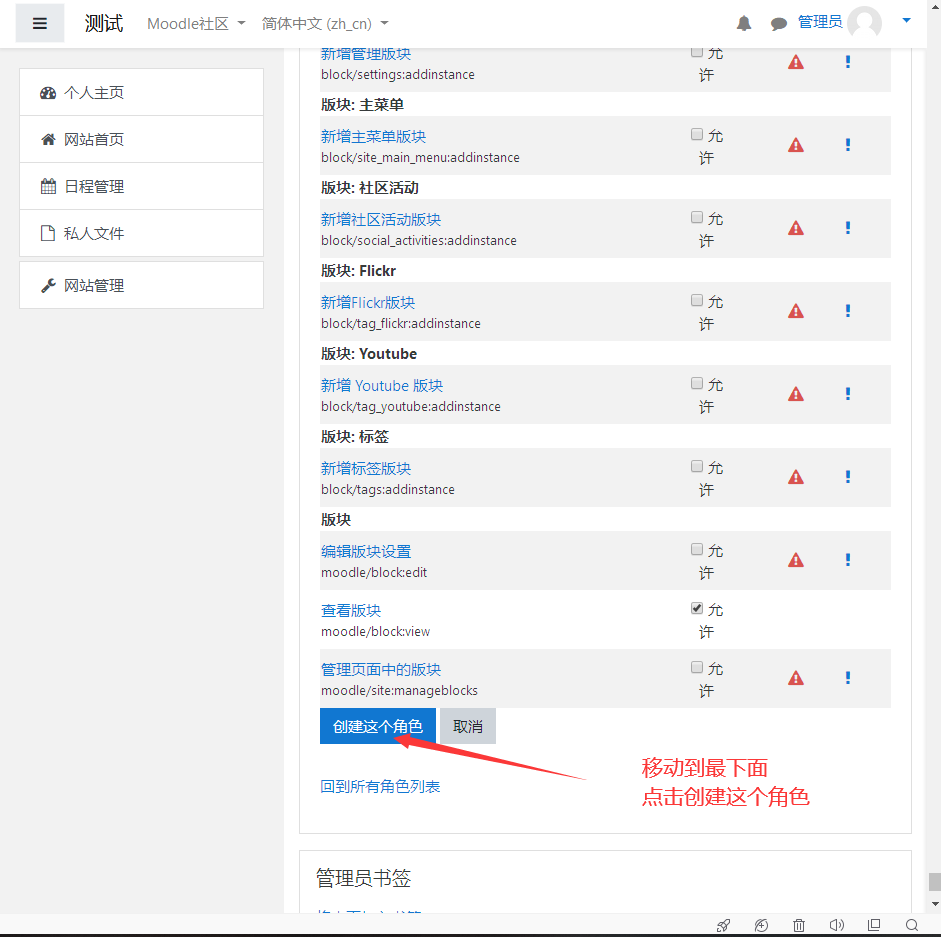 测试 Moodle社区 简体中文 (zh_cn) 管理员
个人主页
网站首页
日程管理
私人文件
网站管理
新增管理版块 允许
block/settings:addinstance
版块: 主菜单
新增主菜单版块 允许
block/site_main_menu:addinstance
版块: 社区活动
新增社区活动版块 允许
block/social_activities:addinstance
版块: Flickr
新增Flickr版块 允许
block/tag_flickr:addinstance
版块: Youtube
新增 Youtube 版块 允许
block/tag_youtube:addinstance
版块: 标签
新增标签版块 允许
block/tags:addinstance
版块
编辑版块设置 允许
moodle/block:edit
查看版块 允许
moodle/block:view
管理页面中的版块 允许
moodle/site:manageblocks
创建这个角色 取消
移动到最下面
点击创建这个角色
回到所有角色列表
管理员书签